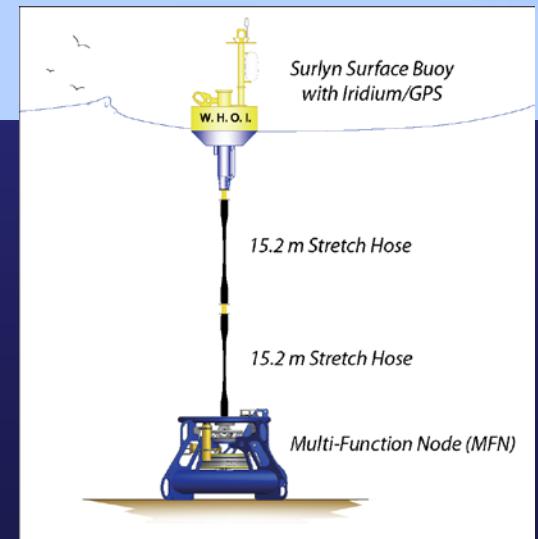 Surlyn Surface Buoy
with Iridium/GPS
W. H. O. I.
15.2 m Stretch Hose
15.2 m Stretch Hose
Multi-Function Node (MFN)